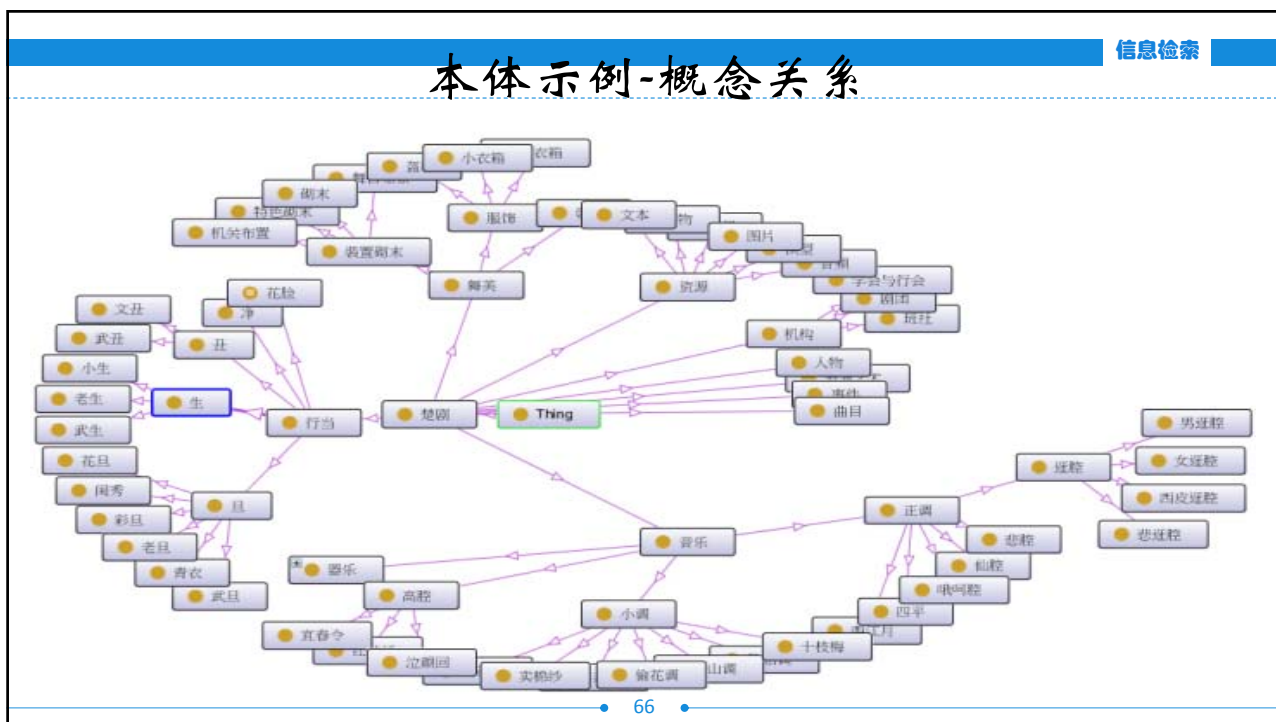 信息检索
本体示例-概念关系
小衣箱
衣箱
砌末
特色砌末
机关布置
装置砌末
服饰
舞美
文本
物
图片
音频
资源
学会与行会
剧团
班社
机构
人物
事件
曲目
花脸
净
文丑
武丑
丑
小生
老生
武生
生
行当
楚剧
Thing
花旦
闺秀
彩旦
老旦
青衣
武旦
旦
音乐
器乐
高腔
宜春令
泣颜回
小调
卖棉纱
偷花调
山调
十枝梅
西江月
四平
哦呵腔
仙腔
悲腔
正调
迓腔
男迓腔
女迓腔
西皮迓腔
悲迓腔
66